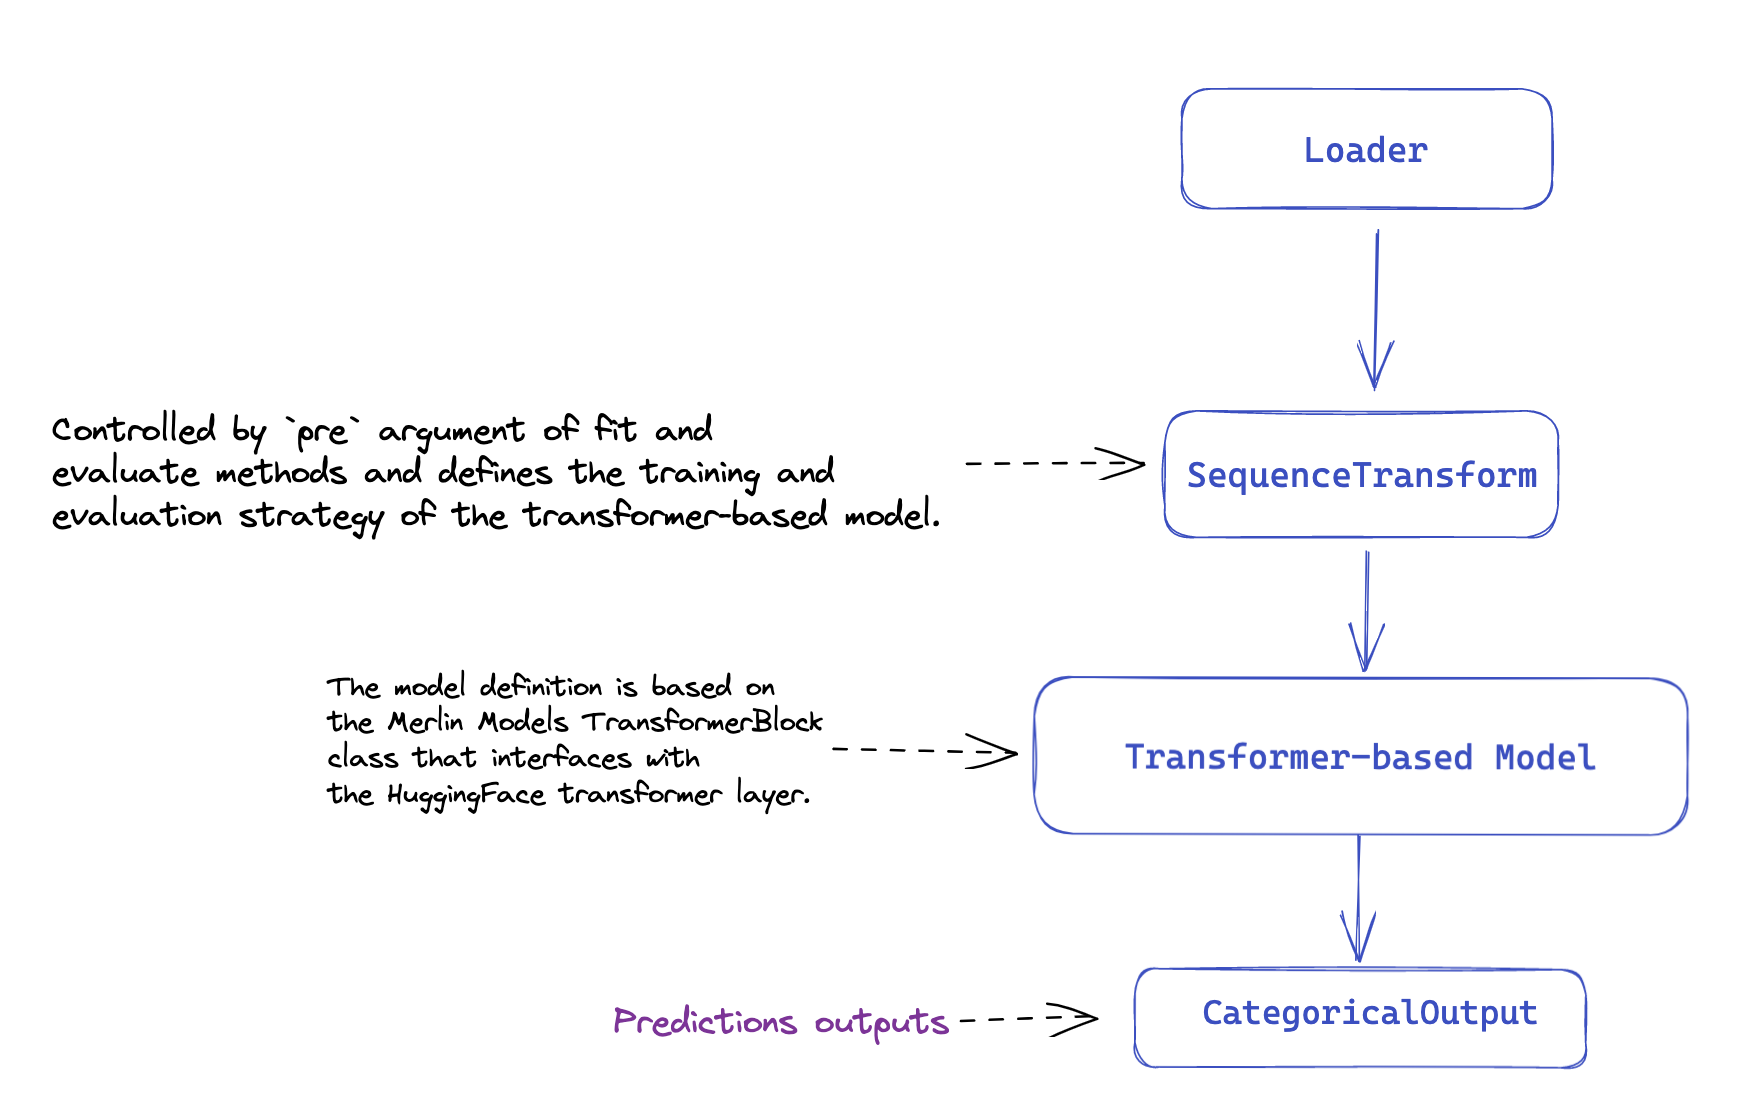 Loader
Controlled by `pre` argument of fit and
evaluate methods and defines the training and
evaluation strategy of the transformer-based model.
SequenceTransform
The model definition is based on
the Merlin Models TransformerBlock
class that interfaces with
the HuggingFace transformer layer.
Transformer-based Model
Predictions outputs
CategoricalOutput